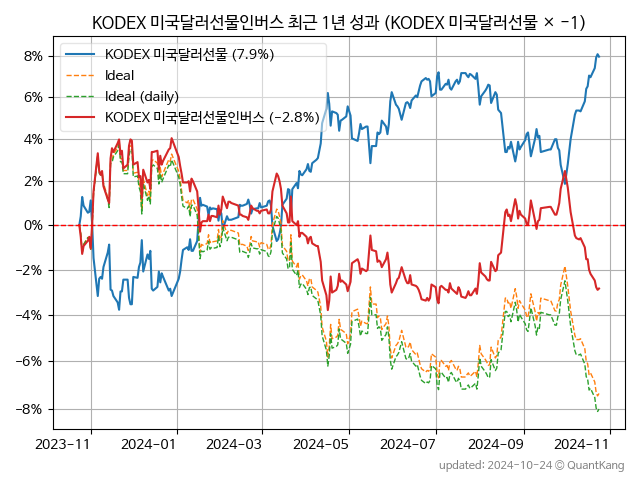 KODEX 미국달러선물인버스 최근 1년 성과 (KODEX 미국달러선물 × −1)
KODEX 미국달러선물 (7.9%)
Ideal
Ideal (daily)
KODEX 미국달러선물인버스 (−2.8%)
8%
6%
4%
2%
0%
−2%
−4%
−6%
−8%
2023-11 2024-01 2024-03 2024-05 2024-07 2024-09 2024-11
updated: 2024-10-24 © QuantKang